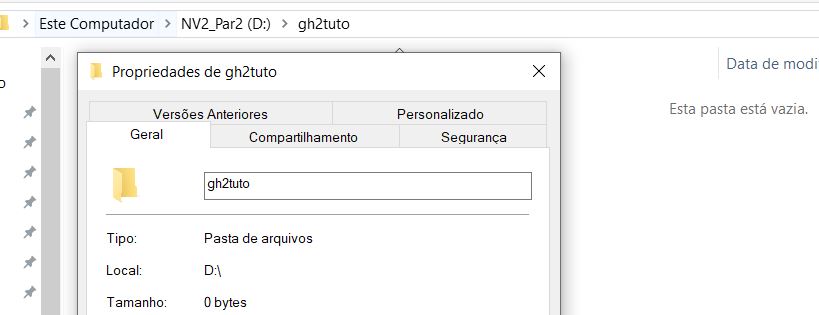 Este Computador > NV2_Par2 (D:) > gh2tuto
Data de modi
Esta pasta está vazia.
Propriedades de gh2tuto
Versões Anteriores Personalizado
Geral Compartilhamento Segurança
gh2tuto
Tipo: Pasta de arquivos
Local: D:\
Tamanho: 0 bytes